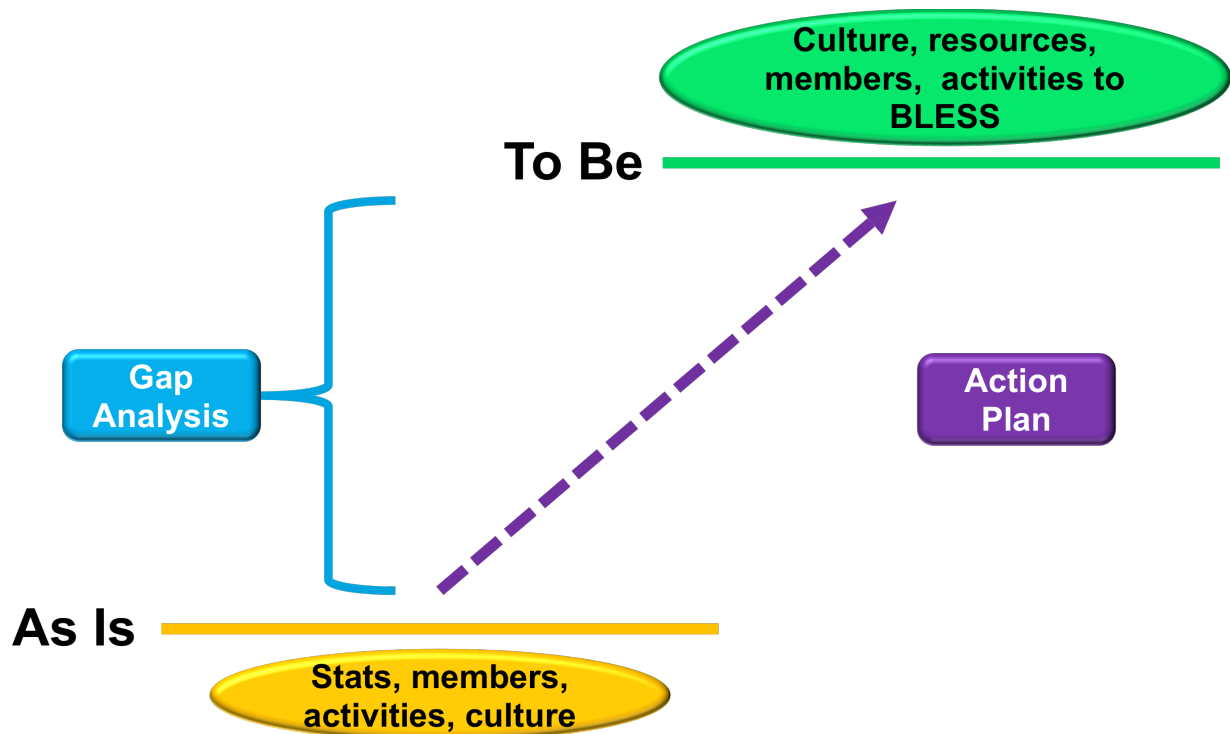 Culture, resources,
members,  activities to
BLESS
To Be
Gap
Analysis
Action
Plan
As Is
Stats, members,
activities, culture